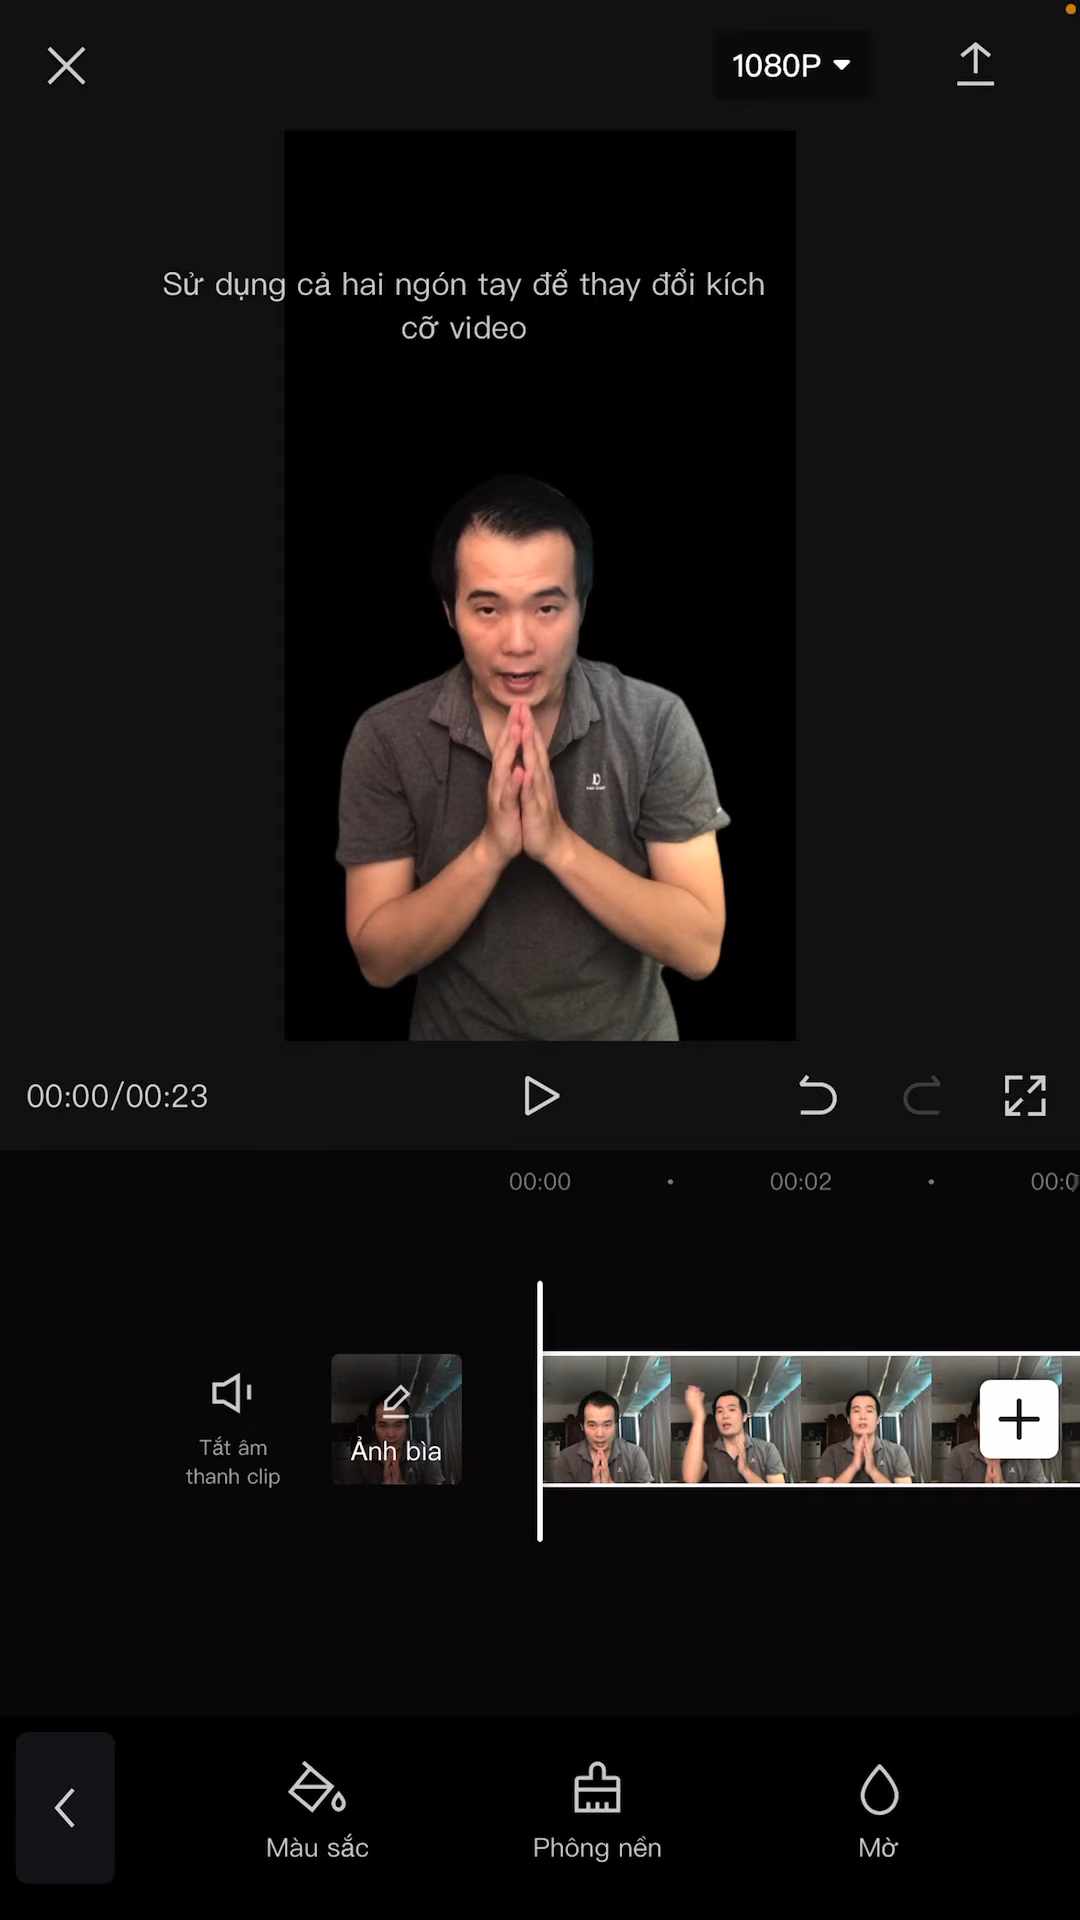 1080P
Sử dụng cả hai ngón tay để thay đổi kích
cỡ video
00:00/00:23
00:00
00:02
Tắt âm
thanh clip
Ảnh bìa
Màu sắc
Phông nền
Mờ